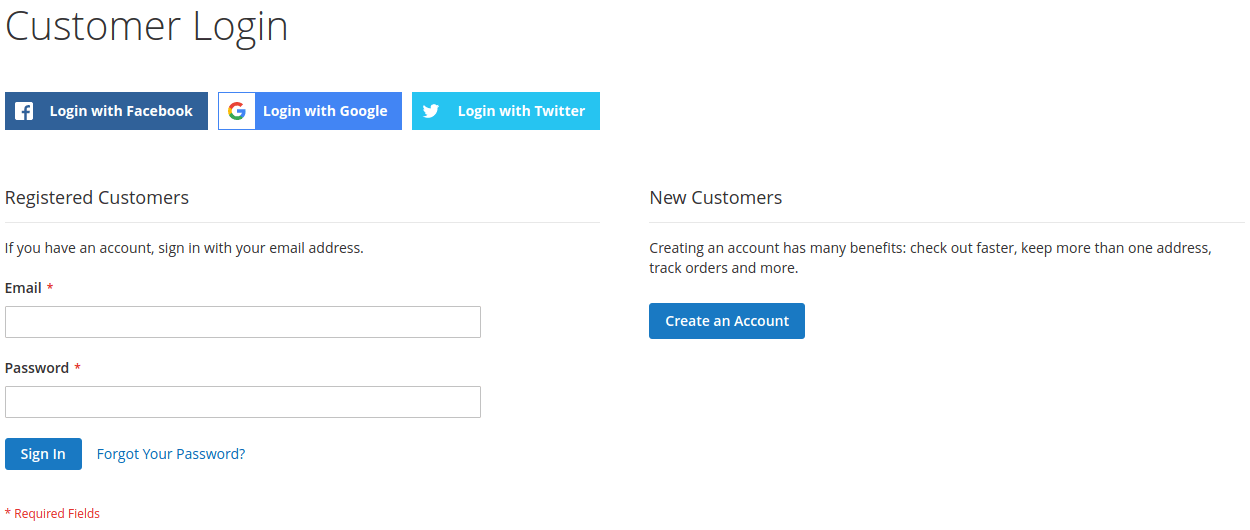 Customer Login
Login with Facebook
Login with Google
Login with Twitter
Registered Customers
If you have an account, sign in with your email address.
Email *
Password *
Sign In
Forgot Your Password?
* Required Fields
New Customers
Creating an account has many benefits: check out faster, keep more than one address,
track orders and more.
Create an Account